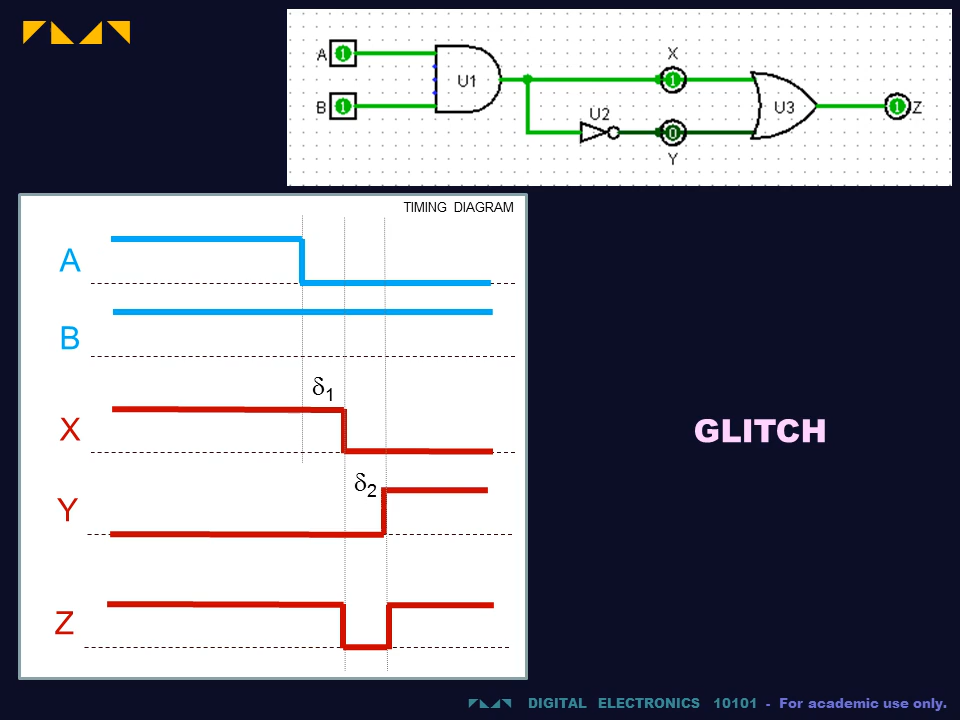 A 1
B 1
U1
U2
X
1
0
Y
U3
1 Z
TIMING DIAGRAM
A
B
δ1
X
δ2
Y
Z
GLITCH
DIGITAL ELECTRONICS 10101 - For academic use only.